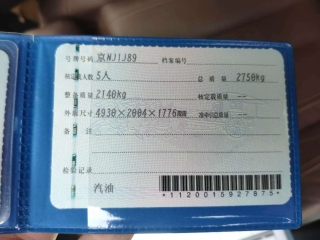 号牌号码 京NJ1J89 档案编号
核定载人数 5人 总质量 2750kg
整备质量 2140kg 核定载质量 --
外廓尺寸 4930×2004×1776mm 准牵引总质量 --
备注
检验记录
汽油
*1120015927875*